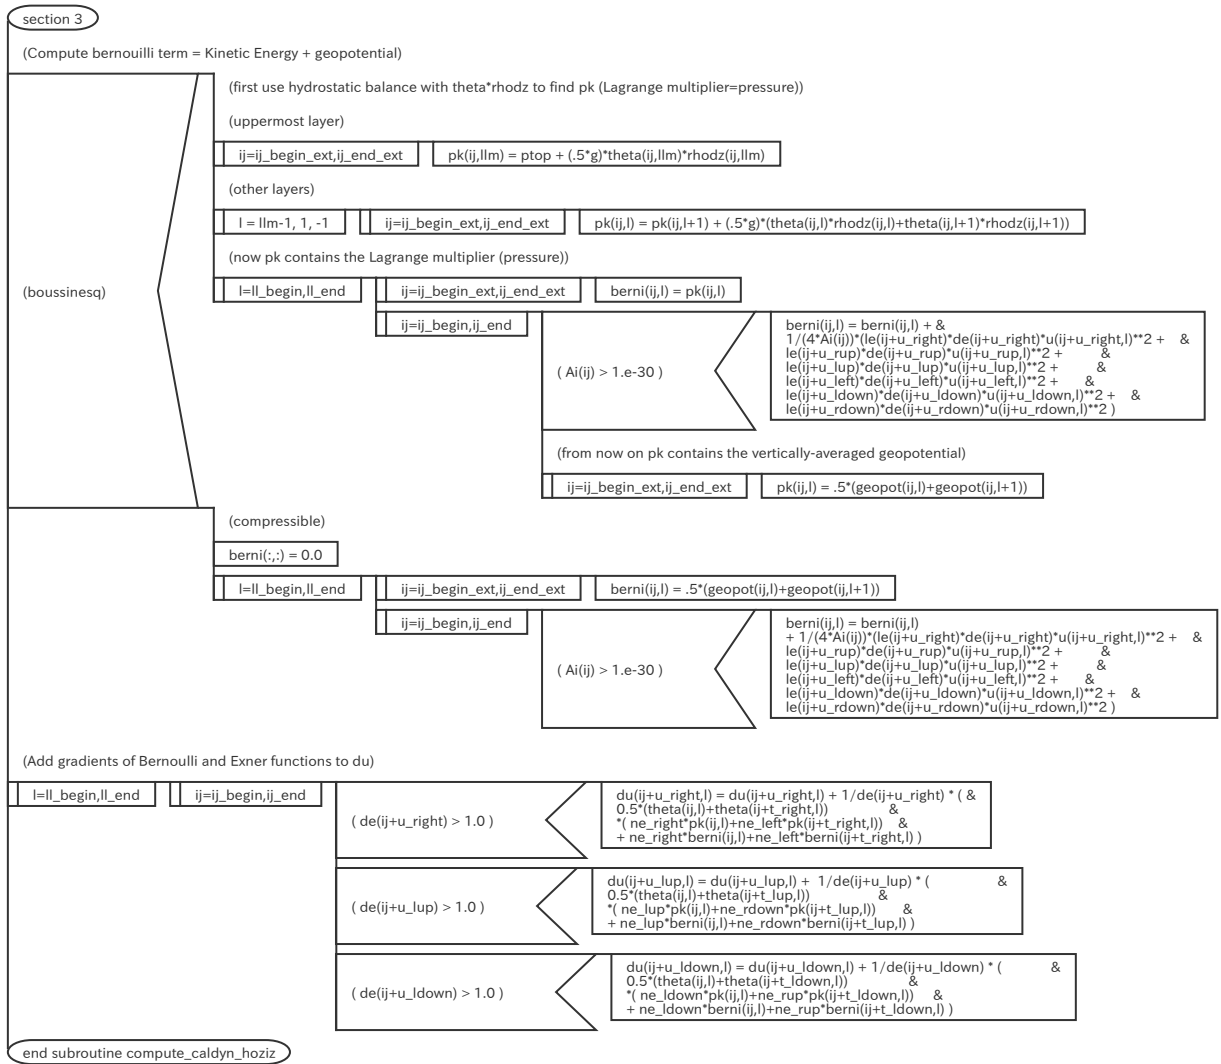 section 3
(Compute bernouilli term = Kinetic Energy + geopotential)
(boussinesq)
(first use hydrostatic balance with theta*rhodz to find pk (Lagrange multiplier=pressure))
(uppermost layer)
ij=ij_begin_ext,ij_end_ext
pk(ij,llm) = ptop + (.5*g)*theta(ij,llm)*rhodz(ij,llm)
(other layers)
l = llm-1, 1, -1
ij=ij_begin_ext,ij_end_ext
pk(ij,l) = pk(ij,l+1) + (.5*g)*(theta(ij,l)*rhodz(ij,l)+theta(ij,l+1)*rhodz(ij,l+1))
(now pk contains the Lagrange multiplier (pressure))
l=ll_begin,ll_end
ij=ij_begin_ext,ij_end_ext
berni(ij,l) = pk(ij,l)
ij=ij_begin,ij_end
( Ai(ij) > 1.e-30 )
berni(ij,l) = berni(ij,l) + &
1/(4*Ai(ij))*(le(ij+u_right)*de(ij+u_right)*u(ij+u_right,l)**2 + &
le(ij+u_rup)*de(ij+u_rup)*u(ij+u_rup,l)**2 + &
le(ij+u_lup)*de(ij+u_lup)*u(ij+u_lup,l)**2 + &
le(ij+u_left)*de(ij+u_left)*u(ij+u_left,l)**2 + &
le(ij+u_ldown)*de(ij+u_ldown)*u(ij+u_ldown,l)**2 + &
le(ij+u_rdown)*de(ij+u_rdown)*u(ij+u_rdown,l)**2 )
(from now on pk contains the vertically-averaged geopotential)
ij=ij_begin_ext,ij_end_ext
pk(ij,l) = .5*(geopot(ij,l)+geopot(ij,l+1))
(compressible)
berni(:,:) = 0.0
l=ll_begin,ll_end
ij=ij_begin_ext,ij_end_ext
berni(ij,l) = .5*(geopot(ij,l)+geopot(ij,l+1))
ij=ij_begin,ij_end
( Ai(ij) > 1.e-30 )
berni(ij,l) = berni(ij,l)
+ 1/(4*Ai(ij))*(le(ij+u_right)*de(ij+u_right)*u(ij+u_right,l)**2 + &
le(ij+u_rup)*de(ij+u_rup)*u(ij+u_rup,l)**2 + &
le(ij+u_lup)*de(ij+u_lup)*u(ij+u_lup,l)**2 + &
le(ij+u_left)*de(ij+u_left)*u(ij+u_left,l)**2 + &
le(ij+u_ldown)*de(ij+u_ldown)*u(ij+u_ldown,l)**2 + &
le(ij+u_rdown)*de(ij+u_rdown)*u(ij+u_rdown,l)**2 )
(Add gradients of Bernoulli and Exner functions to du)
l=ll_begin,ll_end
ij=ij_begin,ij_end
( de(ij+u_right) > 1.0 )
du(ij+u_right,l) = du(ij+u_right,l) + 1/de(ij+u_right) * ( &
0.5*(theta(ij,l)+theta(ij+t_right,l)) &
*( ne_right*pk(ij,l)+ne_left*pk(ij+t_right,l)) &
+ ne_right*berni(ij,l)+ne_left*berni(ij+t_right,l) )
( de(ij+u_lup) > 1.0 )
du(ij+u_lup,l) = du(ij+u_lup,l) + 1/de(ij+u_lup) * ( &
0.5*(theta(ij,l)+theta(ij+t_lup,l)) &
*( ne_lup*pk(ij,l)+ne_rdown*pk(ij+t_lup,l)) &
+ ne_lup*berni(ij,l)+ne_rdown*berni(ij+t_lup,l) )
( de(ij+u_ldown) > 1.0 )
du(ij+u_ldown,l) = du(ij+u_ldown,l) + 1/de(ij+u_ldown) * ( &
0.5*(theta(ij,l)+theta(ij+t_ldown,l)) &
*( ne_ldown*pk(ij,l)+ne_rup*pk(ij+t_ldown,l)) &
+ ne_ldown*berni(ij,l)+ne_rup*berni(ij+t_ldown,l) )
end subroutine compute_caldyn_hoziz